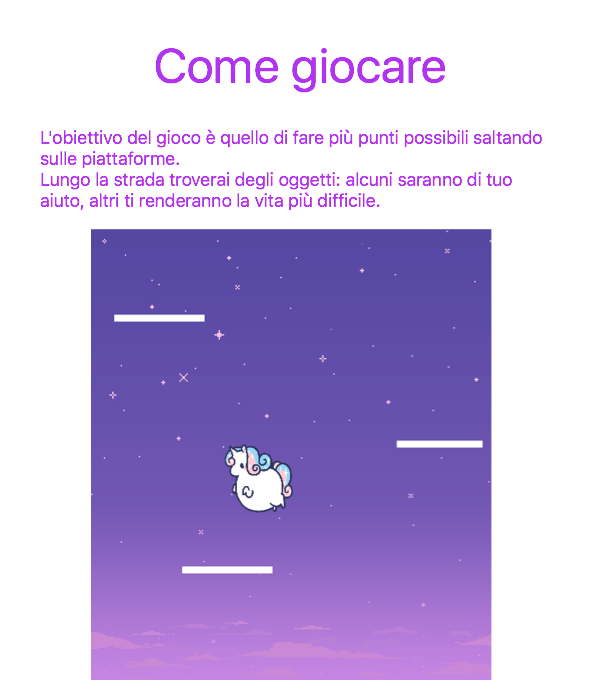 Come giocare
L'obiettivo del gioco è quello di fare più punti possibili saltando
sulle piattaforme.
Lungo la strada troverai degli oggetti: alcuni saranno di tuo
aiuto, altri ti renderanno la vita più difficile.